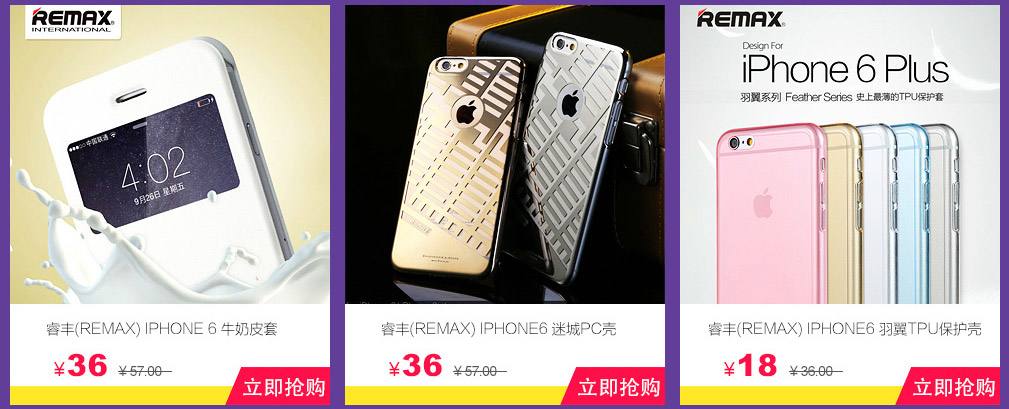 REMAX®
INTERNATIONAL
中国联通
4:02
9月26日 星期五
睿丰(REMAX) IPHONE 6 牛奶皮套
¥36 ¥57.00
立即抢购
睿丰(REMAX) IPHONE6 迷城PC壳
¥36 ¥57.00
立即抢购
REMAX®
Design For
iPhone 6 Plus
羽翼系列 Feather Series 史上最薄的TPU保护套
睿丰(REMAX) IPHONE6 羽翼TPU保护壳
¥18 ¥36.00
立即抢购